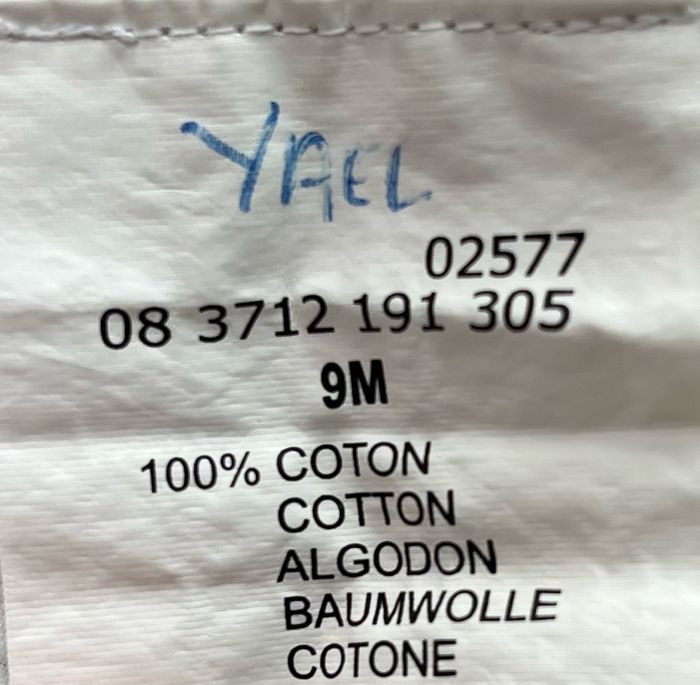 YAEL
02577
08 3712 191 305
9M
100% COTON
COTTON
ALGODON
BAUMWOLLE
COTONE